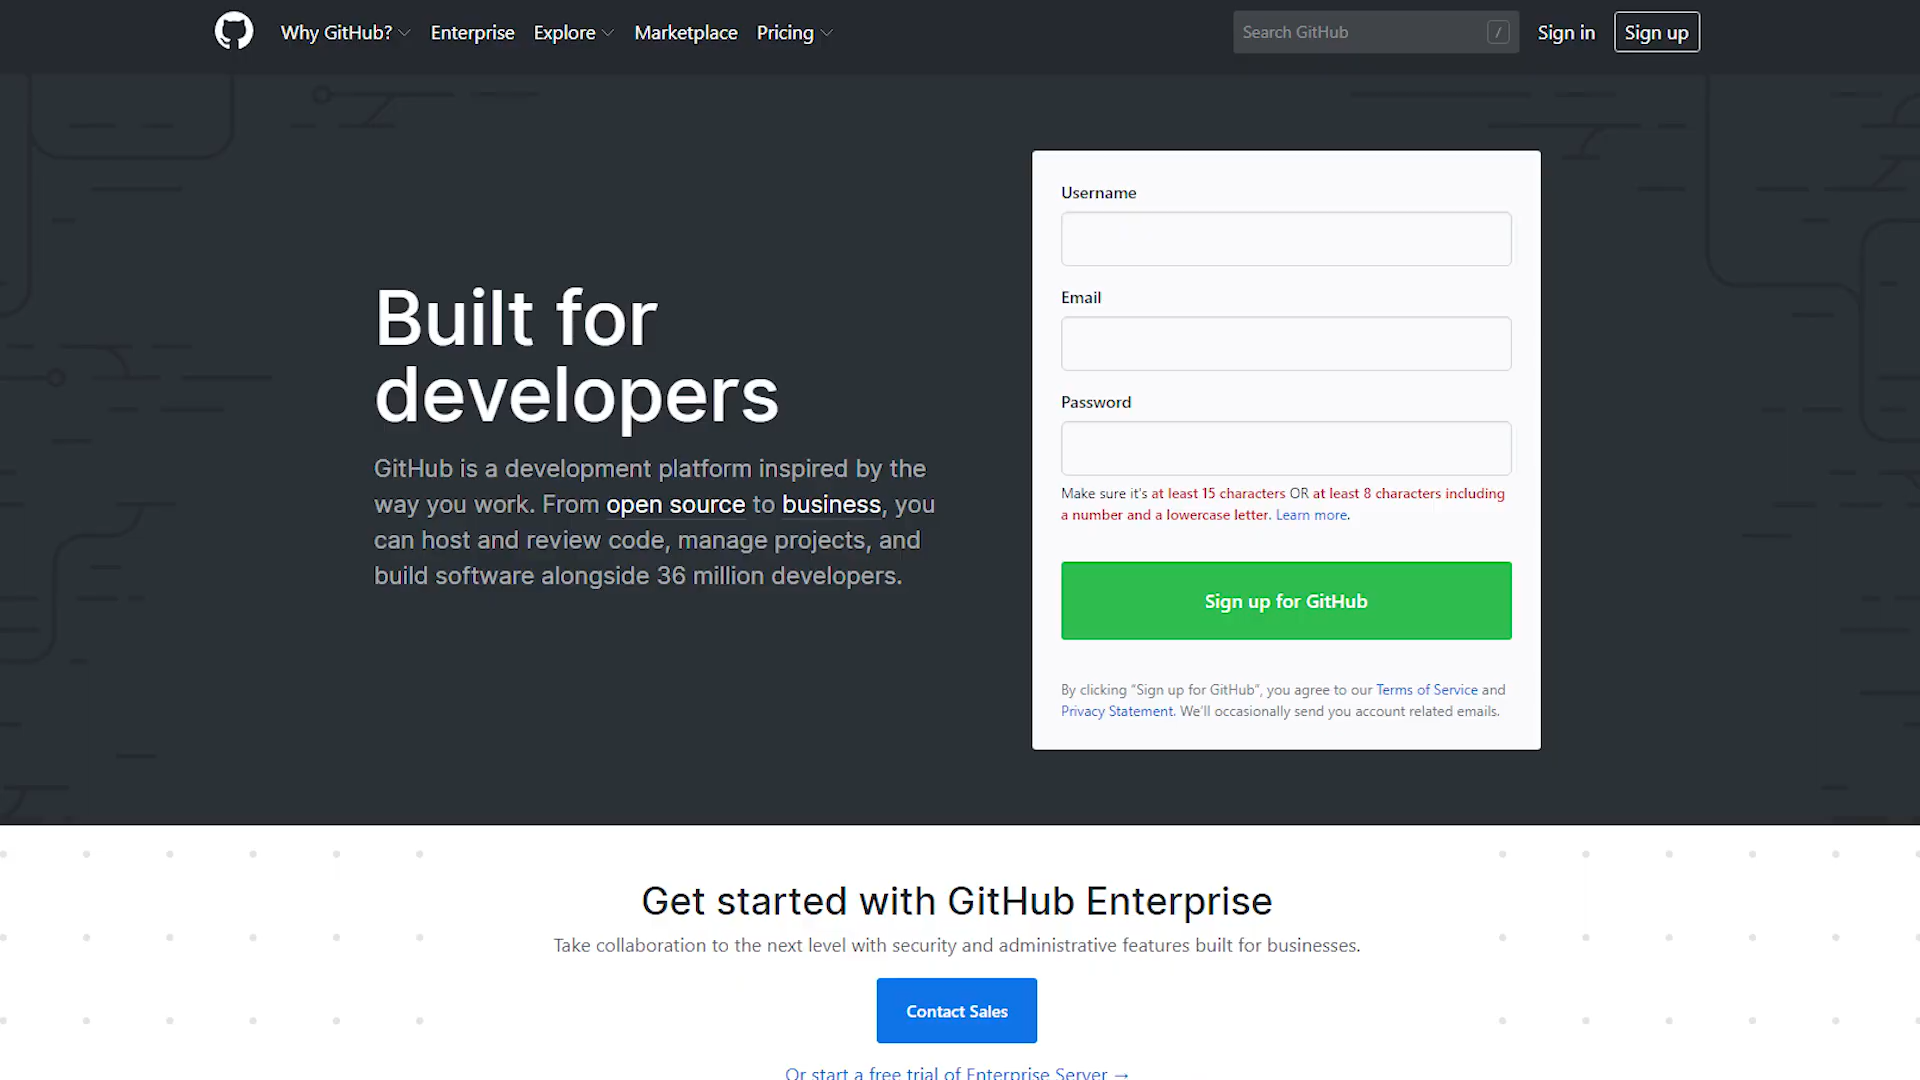 Why GitHub? Enterprise Explore Marketplace Pricing Search GitHub / Sign in Sign up
Built for
developers
GitHub is a development platform inspired by the
way you work. From open source to business, you
can host and review code, manage projects, and
build software alongside 36 million developers.
Username
Email
Password
Make sure it's at least 15 characters OR at least 8 characters including
a number and a lowercase letter. Learn more.
Sign up for GitHub
By clicking “Sign up for GitHub”, you agree to our Terms of Service and
Privacy Statement. We’ll occasionally send you account related emails.
Get started with GitHub Enterprise
Take collaboration to the next level with security and administrative features built for businesses.
Contact Sales
Or start a free trial of Enterprise Server →